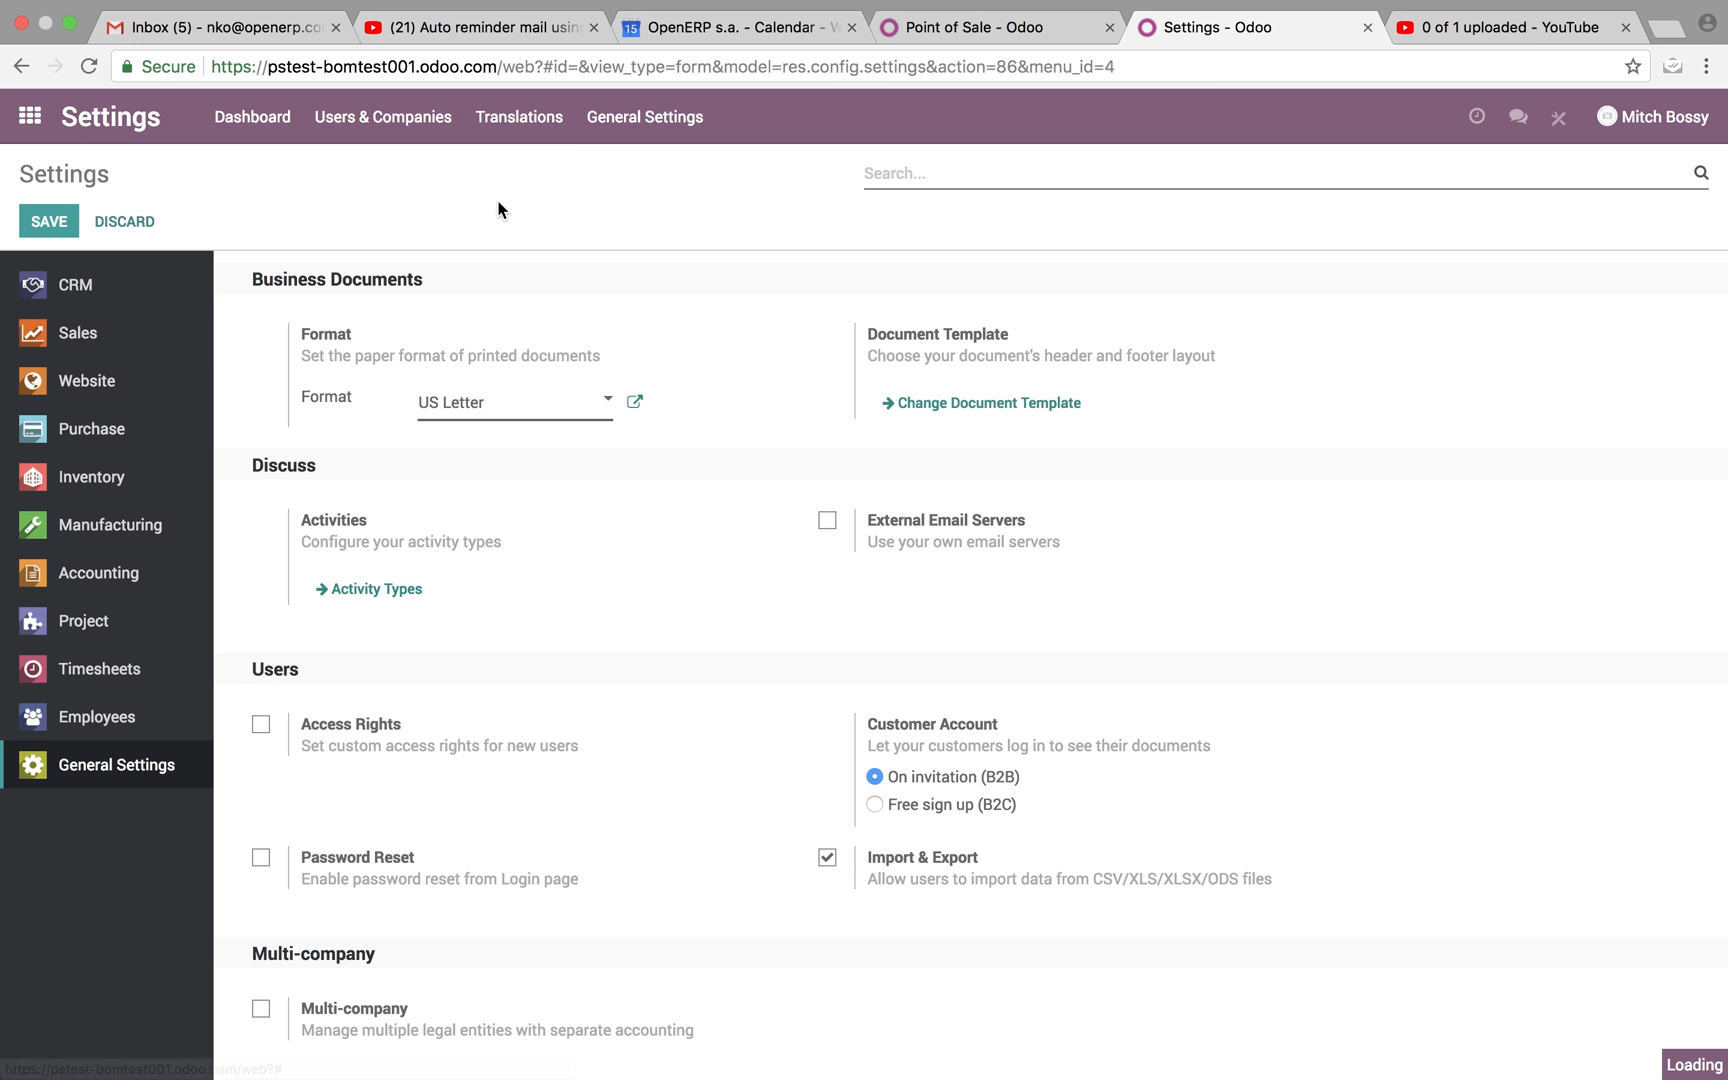 Inbox (5) - nko@openerp.co
(21) Auto reminder mail usin
15
OpenERP s.a. - Calendar - W
Point of Sale - Odoo
Settings - Odoo
0 of 1 uploaded - YouTube
Secure
https://pstest-bomtest001.odoo.com/web?#id=&view_type=form&model=res.config.settings&action=86&menu_id=4
Settings
Dashboard
Users & Companies
Translations
General Settings
Mitch Bossy
Settings
Search...
SAVE
DISCARD
CRM
Sales
Website
Purchase
Inventory
Manufacturing
Accounting
Project
Timesheets
Employees
General Settings
Business Documents
Format
Set the paper format of printed documents
Format
US Letter
Document Template
Choose your document's header and footer layout
Change Document Template
Discuss
Activities
Configure your activity types
Activity Types
External Email Servers
Use your own email servers
Users
Access Rights
Set custom access rights for new users
Customer Account
Let your customers log in to see their documents
On invitation (B2B)
Free sign up (B2C)
Password Reset
Enable password reset from Login page
Import & Export
Allow users to import data from CSV/XLS/XLSX/ODS files
Multi-company
Multi-company
Manage multiple legal entities with separate accounting
https://pstest-bomtest001.odoo.com/web?#
Loading